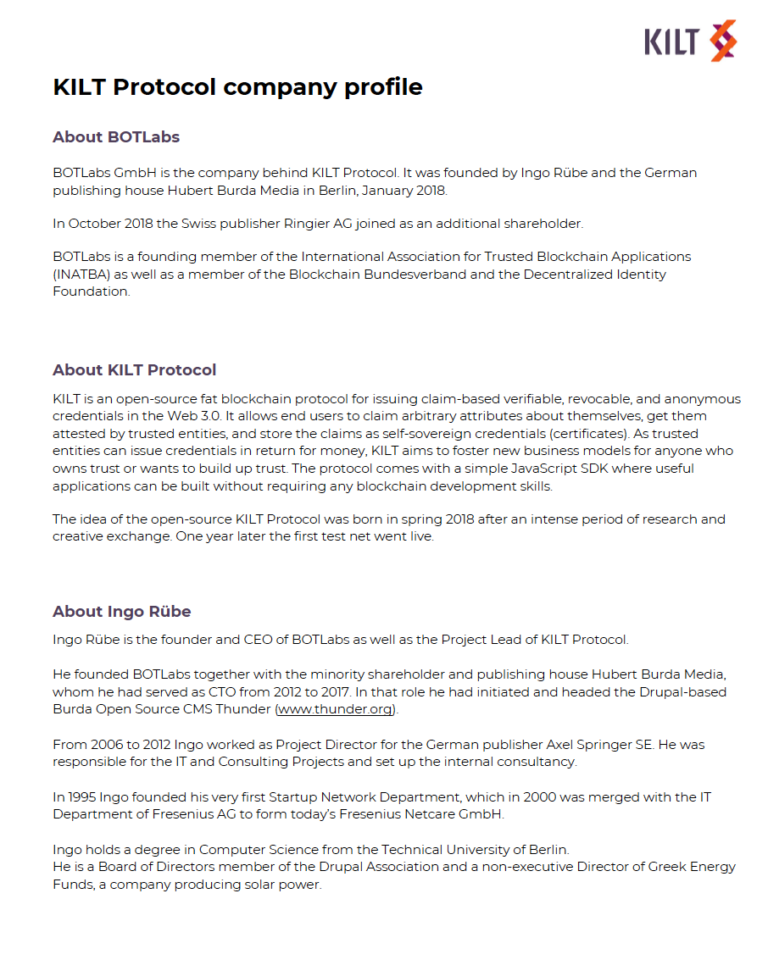 KILT
KILT Protocol company profile
About BOTLabs
BOTLabs GmbH is the company behind KILT Protocol. It was founded by Ingo Rübe and the German
publishing house Hubert Burda Media in Berlin, January 2018.
In October 2018 the Swiss publisher Ringier AG joined as an additional shareholder.
BOTLabs is a founding member of the International Association for Trusted Blockchain Applications
(INATBA) as well as a member of the Blockchain Bundesverband and the Decentralized Identity
Foundation.
About KILT Protocol
KILT is an open-source fat blockchain protocol for issuing claim-based verifiable, revocable, and anonymous
credentials in the Web 3.0. It allows end users to claim arbitrary attributes about themselves, get them
attested by trusted entities, and store the claims as self-sovereign credentials (certificates). As trusted
entities can issue credentials in return for money, KILT aims to foster new business models for anyone who
owns trust or wants to build up trust. The protocol comes with a simple JavaScript SDK where useful
applications can be built without requiring any blockchain development skills.
The idea of the open-source KILT Protocol was born in spring 2018 after an intense period of research and
creative exchange. One year later the first test net went live.
About Ingo Rübe
Ingo Rübe is the founder and CEO of BOTLabs as well as the Project Lead of KILT Protocol.
He founded BOTLabs together with the minority shareholder and publishing house Hubert Burda Media,
whom he had served as CTO from 2012 to 2017. In that role he had initiated and headed the Drupal-based
Burda Open Source CMS Thunder (www.thunder.org).
From 2006 to 2012 Ingo worked as Project Director for the German publisher Axel Springer SE. He was
responsible for the IT and Consulting Projects and set up the internal consultancy.
In 1995 Ingo founded his very first Startup Network Department, which in 2000 was merged with the IT
Department of Fresenius AG to form today's Fresenius Netcare GmbH.
Ingo holds a degree in Computer Science from the Technical University of Berlin.
He is a Board of Directors member of the Drupal Association and a non-executive Director of Greek Energy
Funds, a company producing solar power.